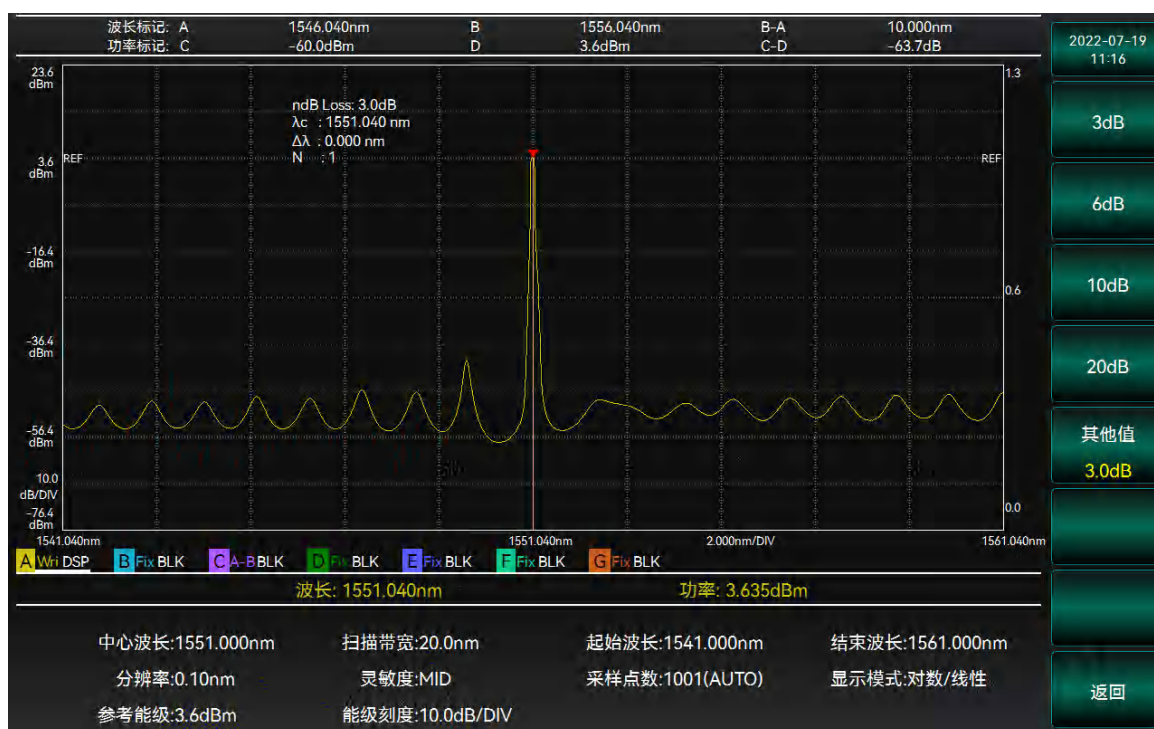 波长标记: A 1546.040nm B 1556.040nm B-A 10.000nm
功率标记: C -60.0dBm D 3.6dBm C-D -63.7dB
2022-07-19
11:16
23.6
dBm
1.3
ndB Loss: 3.0dB
λc : 1551.040 nm
Δλ : 0.000 nm
N : 1
3dB
3.6 REF REF
dBm
6dB
-16.4
dBm
10dB
0.6
-36.4
dBm
20dB
-56.4
dBm
其他值
3.0dB
10.0
dB/DIV
-76.4
dBm
0.0
1541.040nm 1551.040nm 2.000nm/DIV 1561.040nm
A Wri DSP B Fix BLK C A-B BLK D Fix BLK E Fix BLK F Fix BLK G Fix BLK
波长: 1551.040nm 功率: 3.635dBm
中心波长:1551.000nm 扫描带宽:20.0nm 起始波长:1541.000nm 结束波长:1561.000nm
分辨率:0.10nm 灵敏度:MID 采样点数:1001(AUTO) 显示模式:对数/线性
参考能级:3.6dBm 能级刻度:10.0dB/DIV
返回